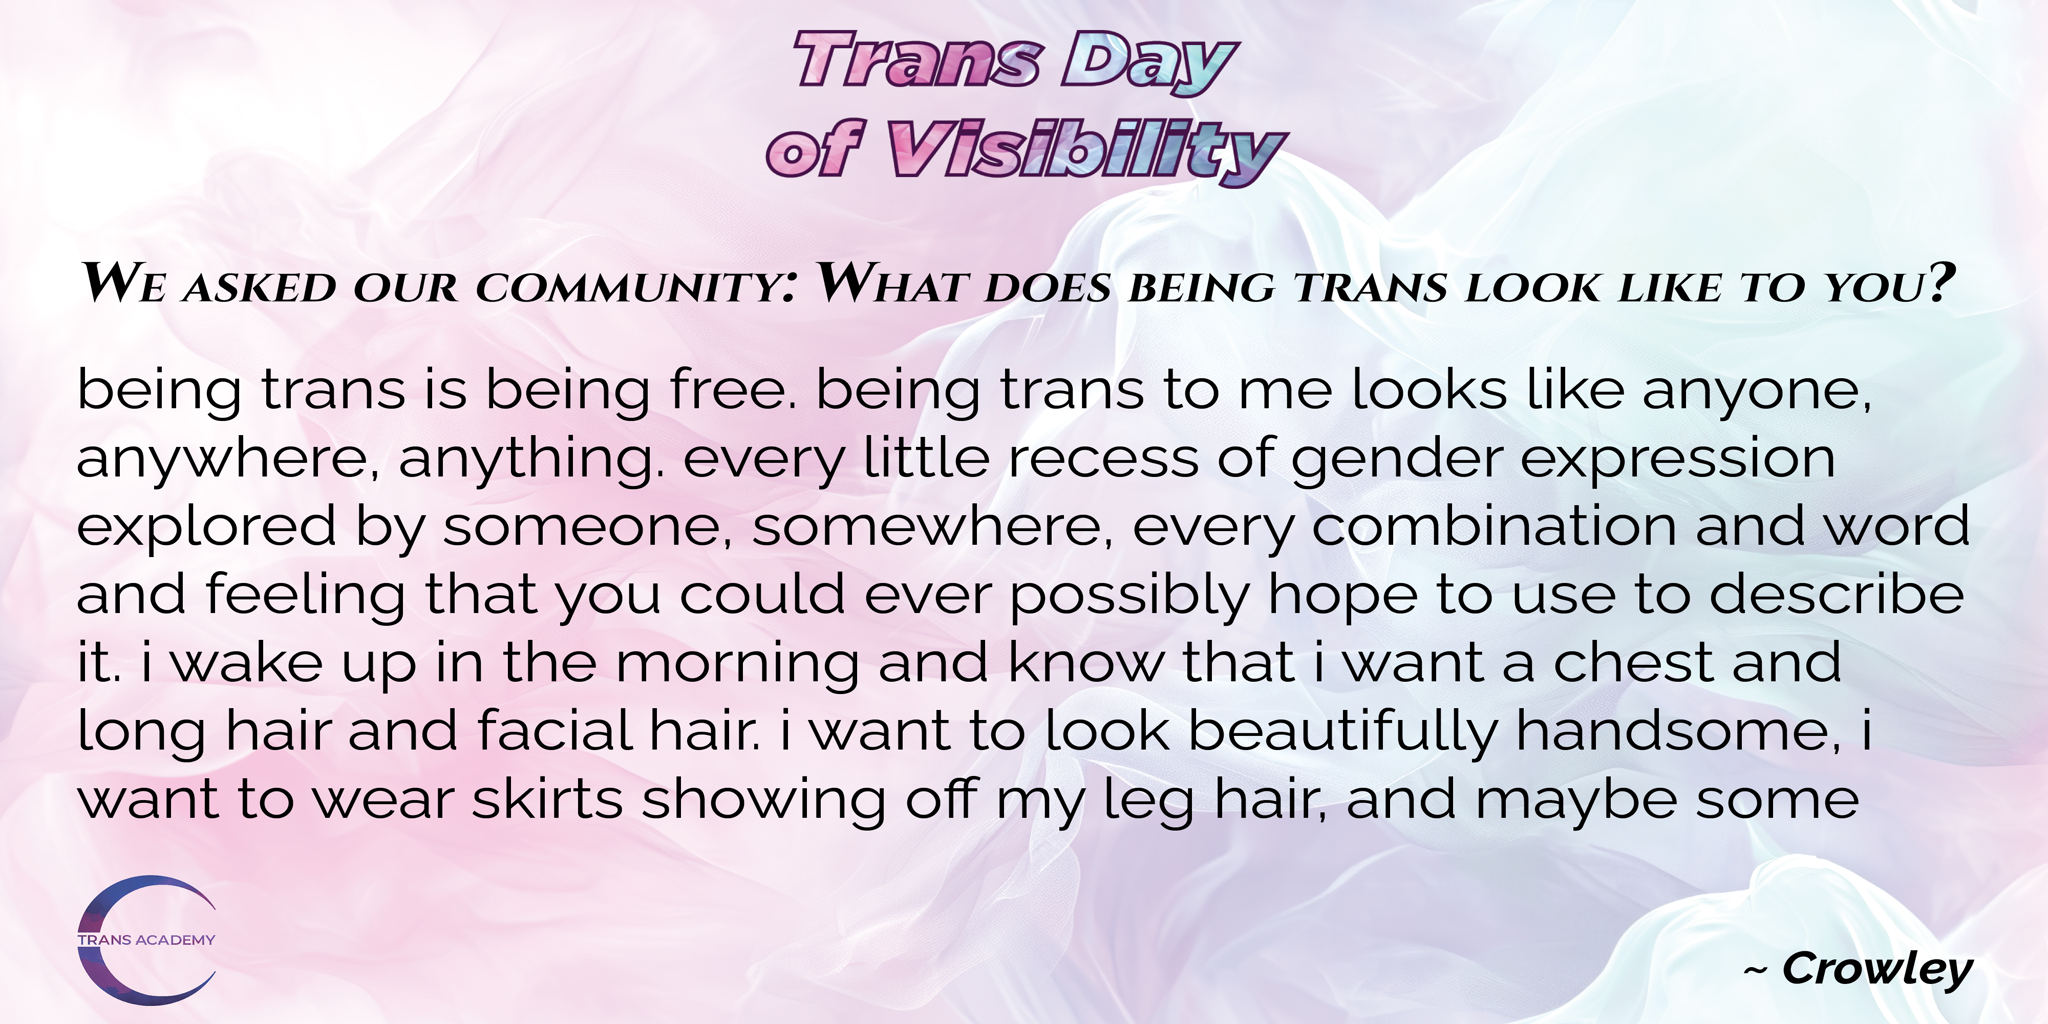 Trans Day
of Visibility
We asked our community: What does being trans look like to you?
being trans is being free. being trans to me looks like anyone,
anywhere, anything. every little recess of gender expression
explored by someone, somewhere, every combination and word
and feeling that you could ever possibly hope to use to describe
it. i wake up in the morning and know that i want a chest and
long hair and facial hair. i want to look beautifully handsome, i
want to wear skirts showing off my leg hair, and maybe some
TRANS ACADEMY
~ Crowley